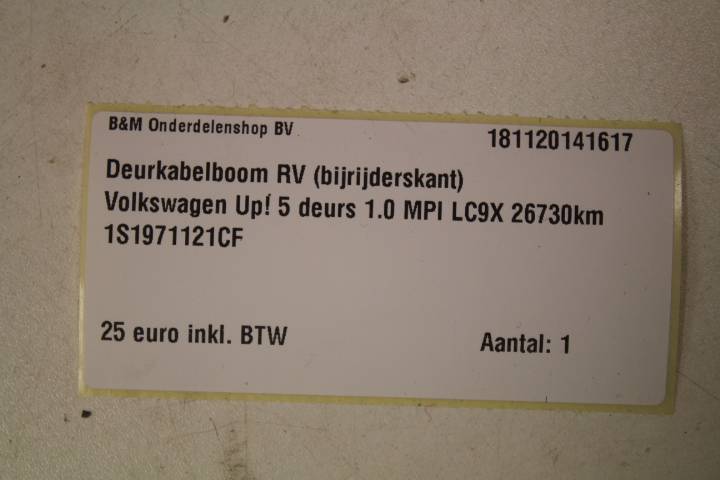 B&M Onderdelenshop BV
181120141617
Deurkabelboom RV (bijrijderskant)
Volkswagen Up! 5 deurs 1.0 MPI LC9X 26730km
1S1971121CF
25 euro inkl. BTW
Aantal: 1